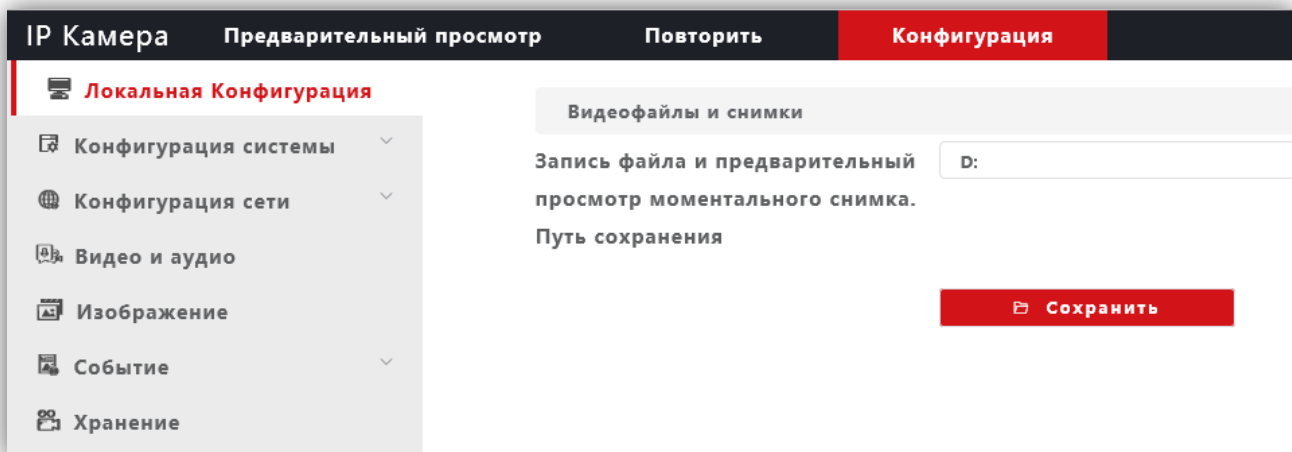 IP Камера Предварительный просмотр Повторить Конфигурация
Локальная Конфигурация
Конфигурация системы
Конфигурация сети
Видео и аудио
Изображение
Событие
Хранение
Видеофайлы и снимки
Запись файла и предварительный D:
просмотр моментального снимка.
Путь сохранения
Сохранить